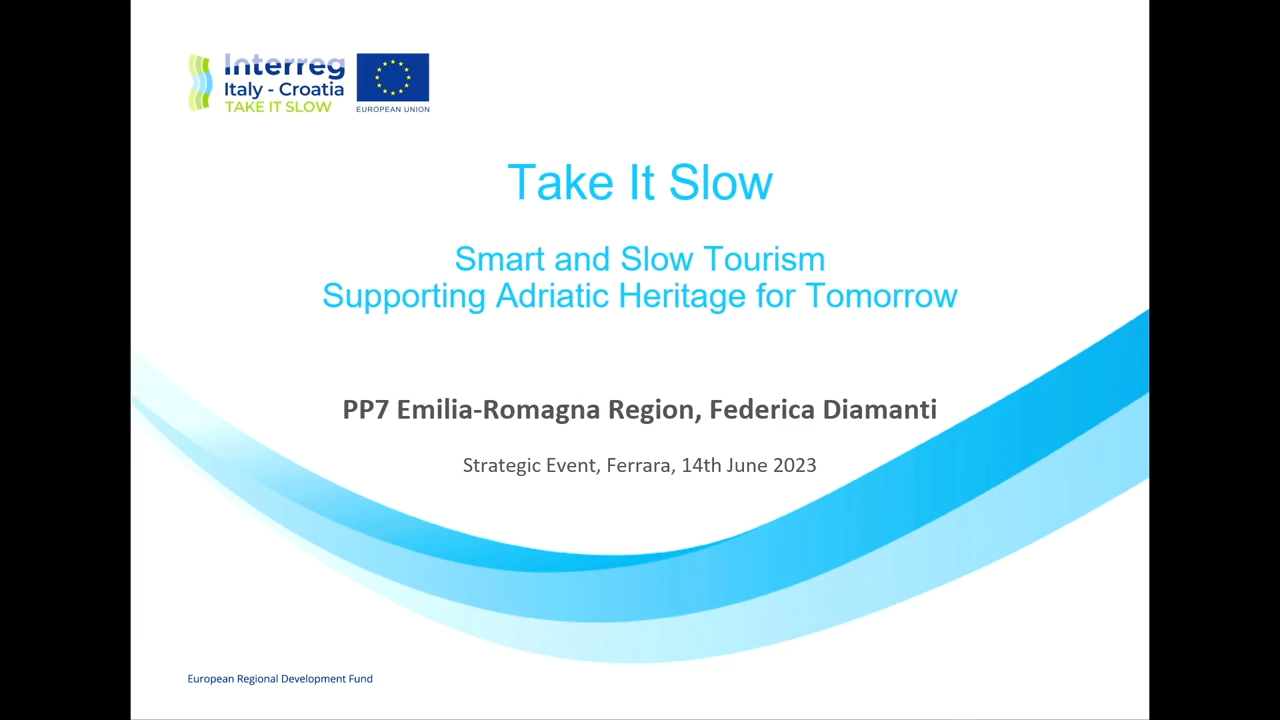 Interreg
Italy - Croatia
TAKE IT SLOW
EUROPEAN UNION
Take It Slow
Smart and Slow Tourism
Supporting Adriatic Heritage for Tomorrow
PP7 Emilia-Romagna Region, Federica Diamanti
Strategic Event, Ferrara, 14th June 2023
European Regional Development Fund